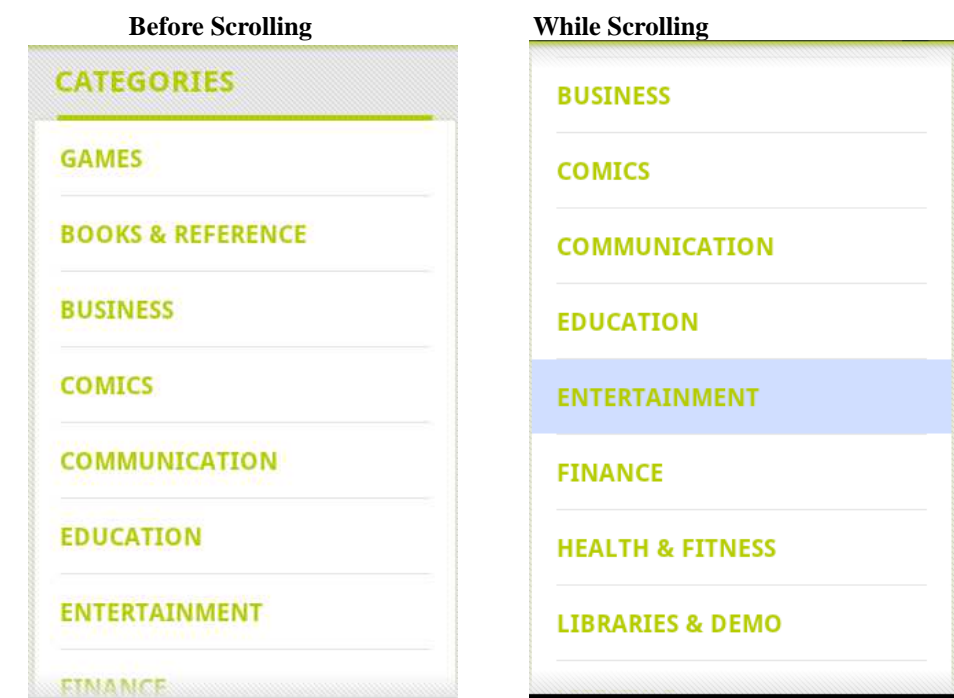 Before Scrolling
CATEGORIES
GAMES
BOOKS & REFERENCE
BUSINESS
COMICS
COMMUNICATION
EDUCATION
ENTERTAINMENT
FINANCE
While Scrolling
BUSINESS
COMICS
COMMUNICATION
EDUCATION
ENTERTAINMENT
FINANCE
HEALTH & FITNESS
LIBRARIES & DEMO